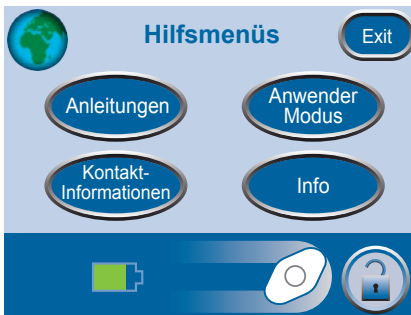 Hilfsmenüs
Exit
Anleitungen
Anwender
Modus
Kontakt-
Informationen
Info